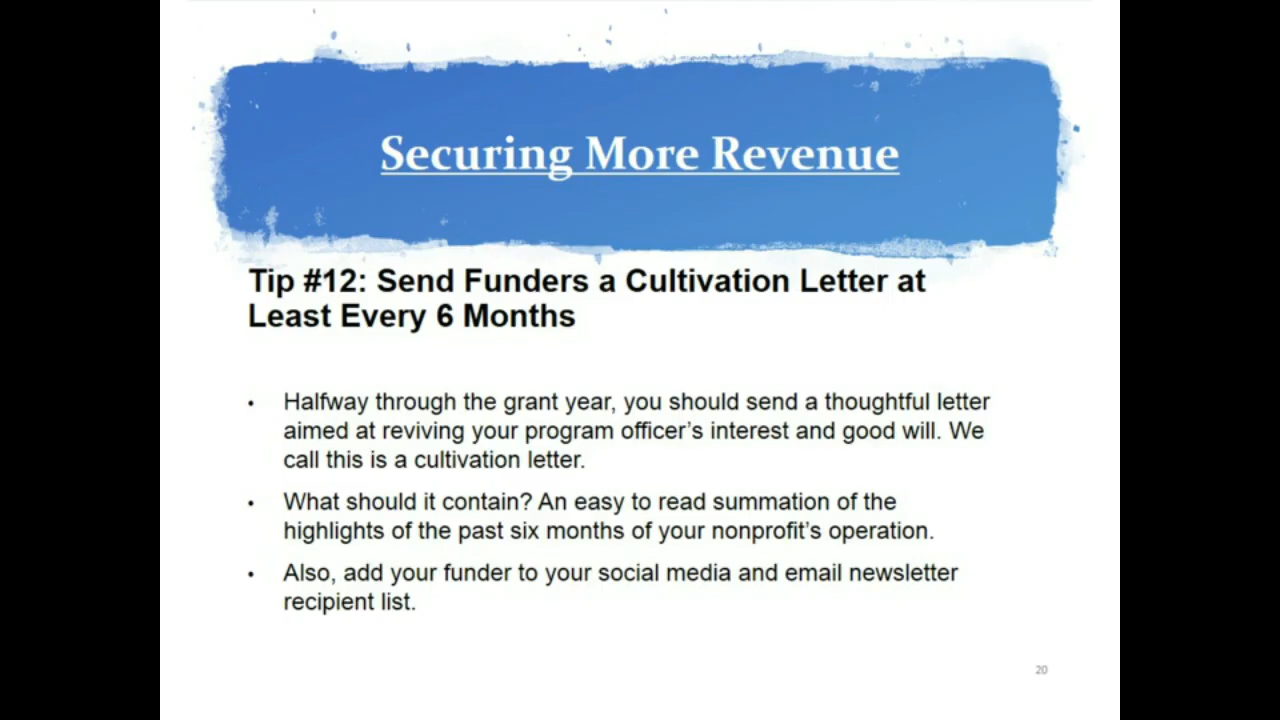 Securing More Revenue
Tip #12: Send Funders a Cultivation Letter at
Least Every 6 Months
• Halfway through the grant year, you should send a thoughtful letter
aimed at reviving your program officer’s interest and good will. We
call this is a cultivation letter.
• What should it contain? An easy to read summation of the
highlights of the past six months of your nonprofit’s operation.
• Also, add your funder to your social media and email newsletter
recipient list.
20